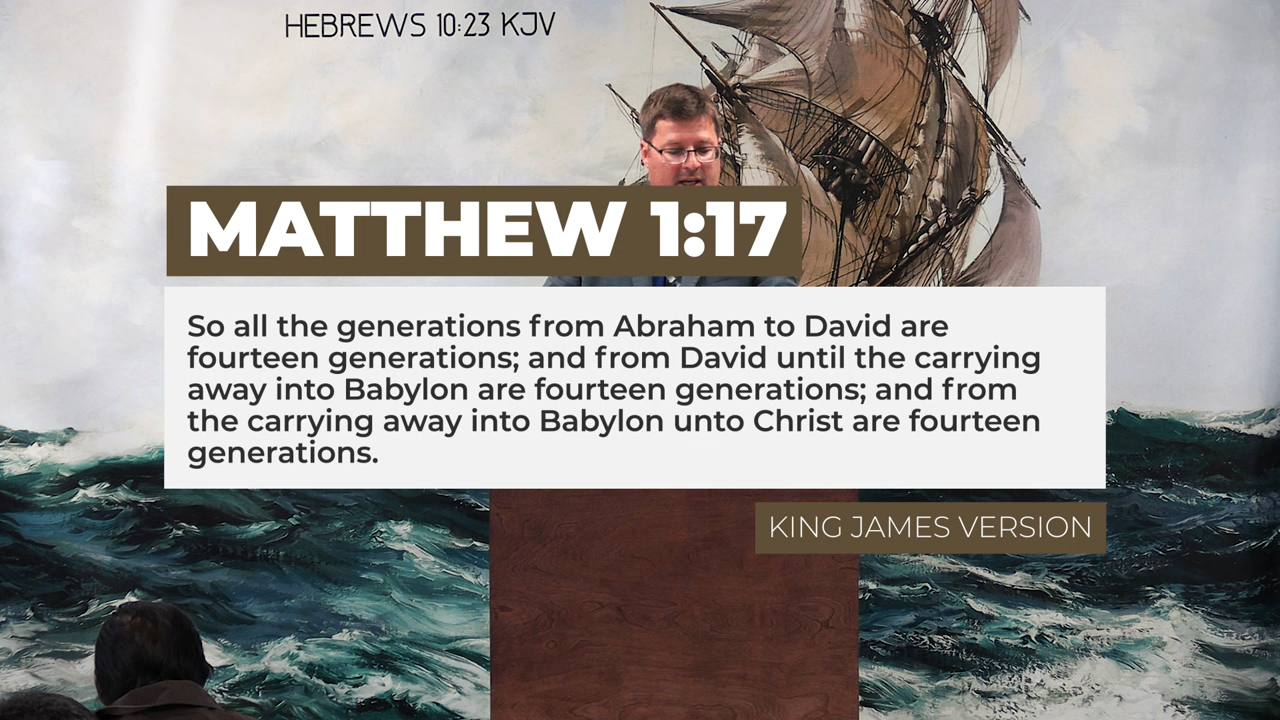 HEBREWS 10:23 KJV
MATTHEW 1:17
So all the generations from Abraham to David are
fourteen generations; and from David until the carrying
away into Babylon are fourteen generations; and from
the carrying away into Babylon unto Christ are fourteen
generations.
KING JAMES VERSION